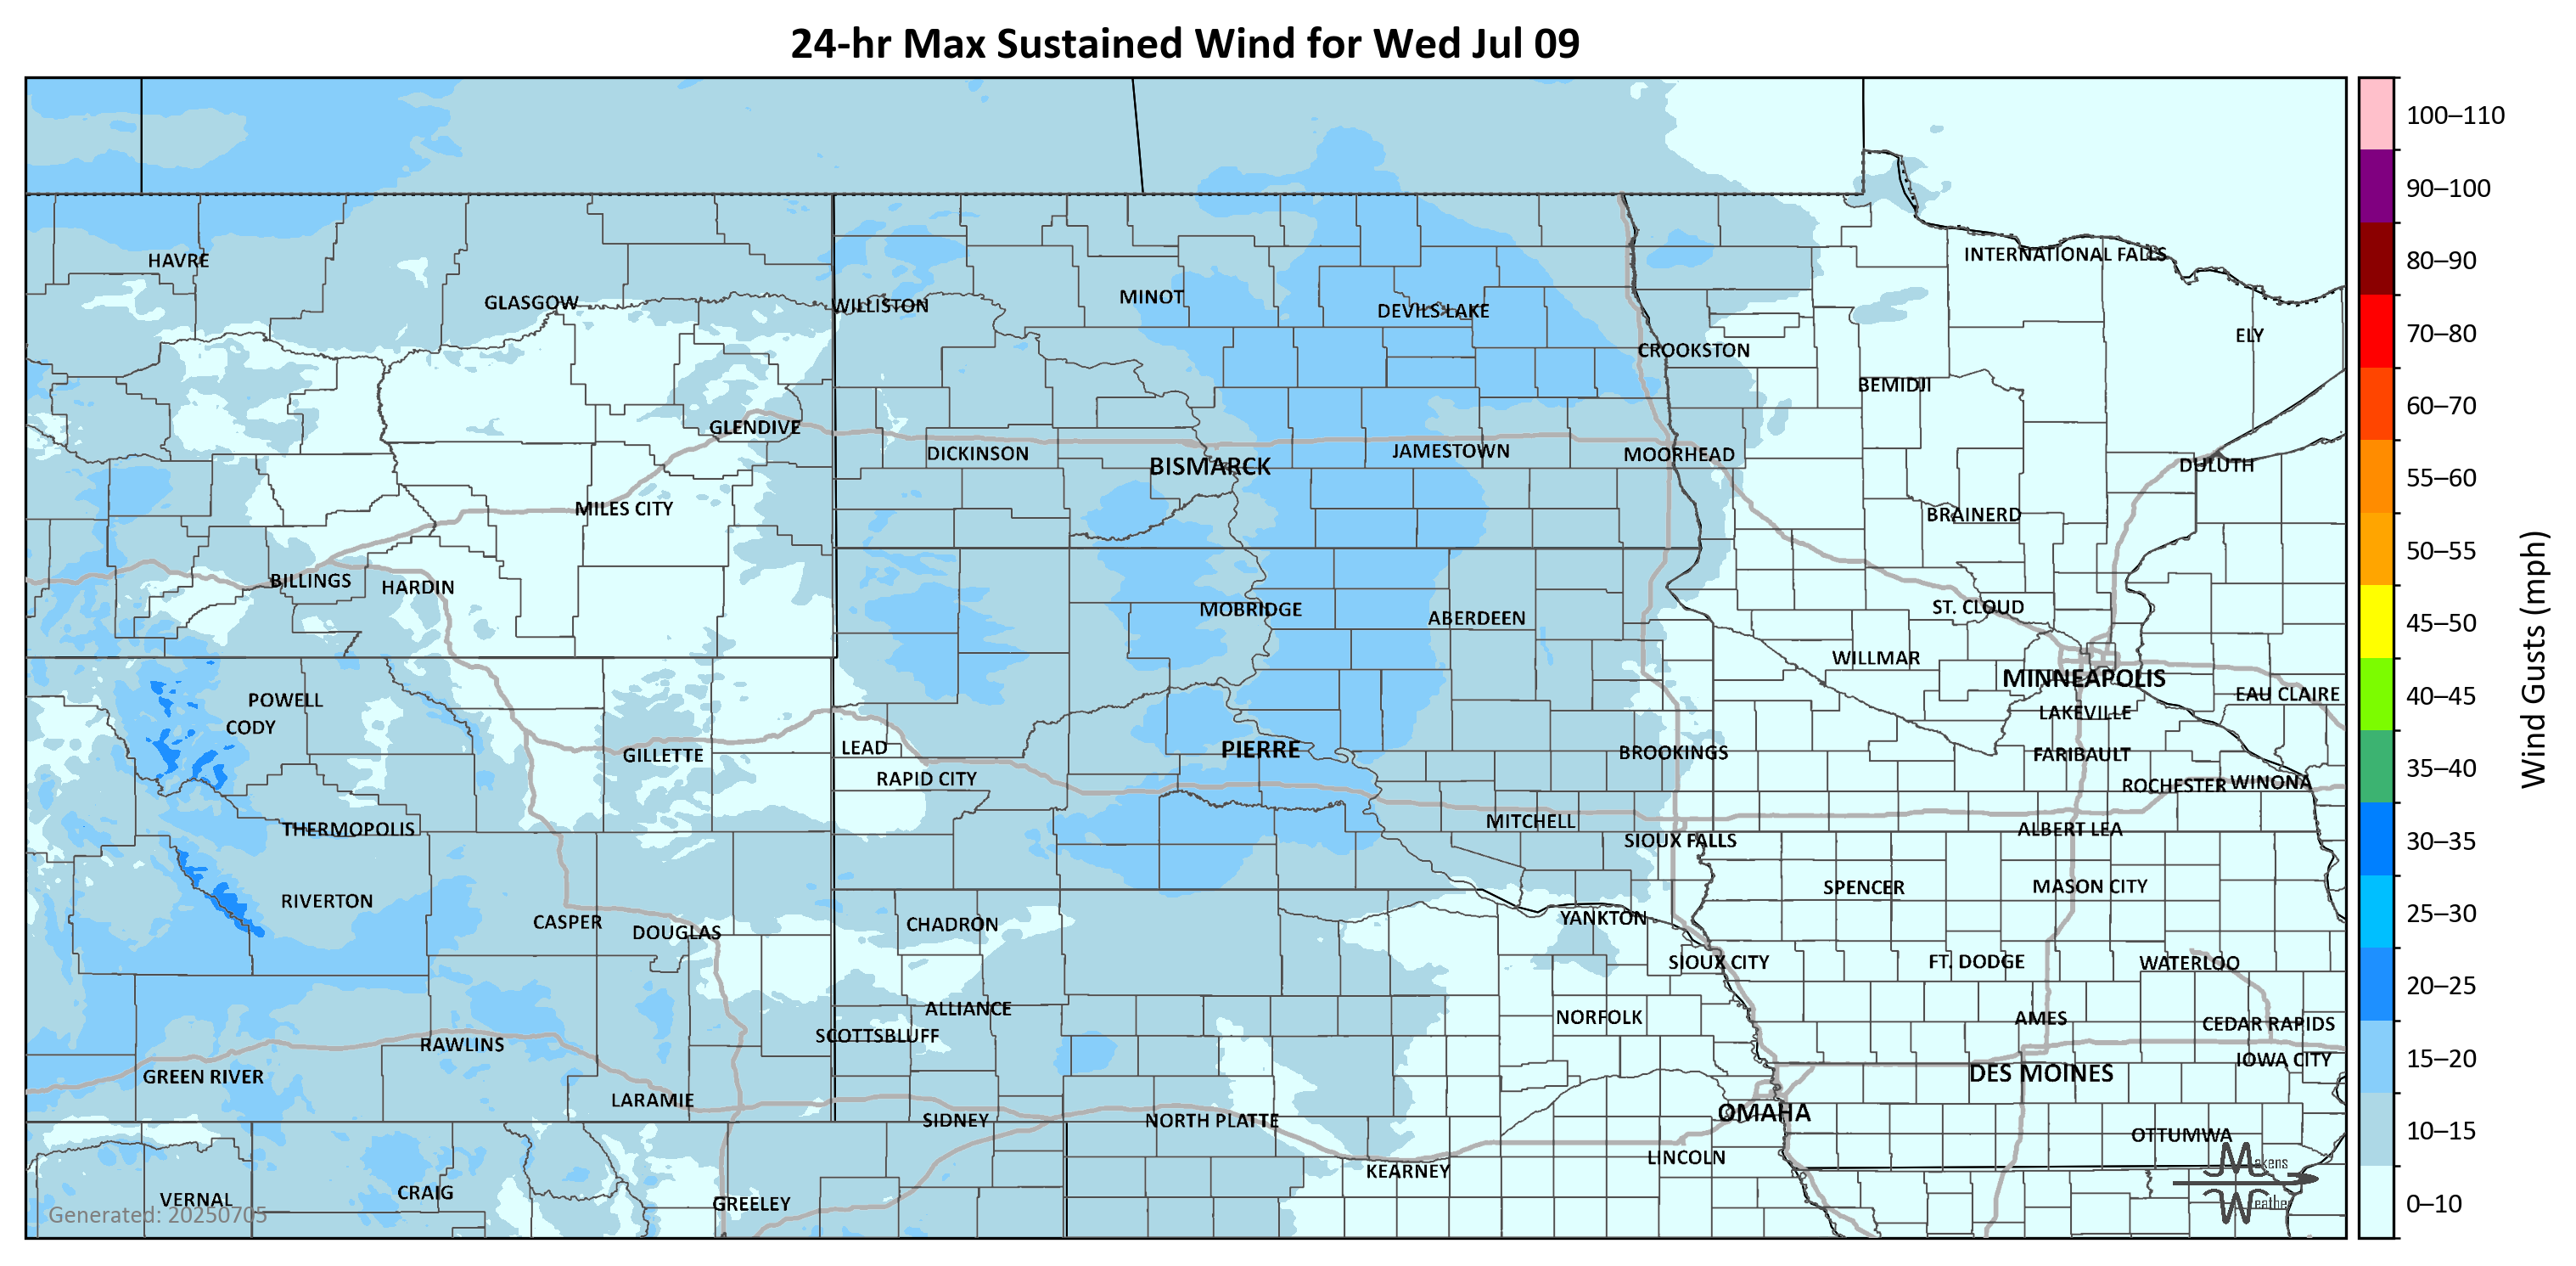 24-hr Max Sustained Wind for Wed Jul 09
100–110
90–100
80–90
70–80
60–70
55–60
50–55
45–50
40–45
35–40
30–35
25–30
20–25
15–20
10–15
0–10
Wind Gusts (mph)
HAVRE
INTERNATIONAL FALLS
GLASGOW
WILLISTON
MINOT
DEVILS LAKE
ELY
CROOKSTON
BEMIDJI
GLENDIVE
DICKINSON
BISMARCK
JAMESTOWN
MOORHEAD
DULUTH
MILES CITY
BRAINERD
BILLINGS
HARDIN
MOBRIDGE
ABERDEEN
ST. CLOUD
WILLMAR
MINNEAPOLIS
POWELL
EAU CLAIRE
CODY
LAKEVILLE
GILLETTE
LEAD
PIERRE
BROOKINGS
FARIBAULT
RAPID CITY
ROCHESTER
WINONA
THERMOPOLIS
MITCHELL
SIOUX FALLS
ALBERT LEA
RIVERTON
SPENCER
MASON CITY
CASPER
DOUGLAS
CHADRON
YANKTON
SIOUX CITY
FT. DODGE
WATERLOO
ALLIANCE
NORFOLK
AMES
CEDAR RAPIDS
SCOTTSBLUFF
RAWLINS
IOWA CITY
GREEN RIVER
DES MOINES
LARAMIE
SIDNEY
NORTH PLATTE
OMAHA
OTTUMWA
KEARNEY
LINCOLN
VERNAL
CRAIG
GREELEY
Generated: 20250705
Makens
Weather